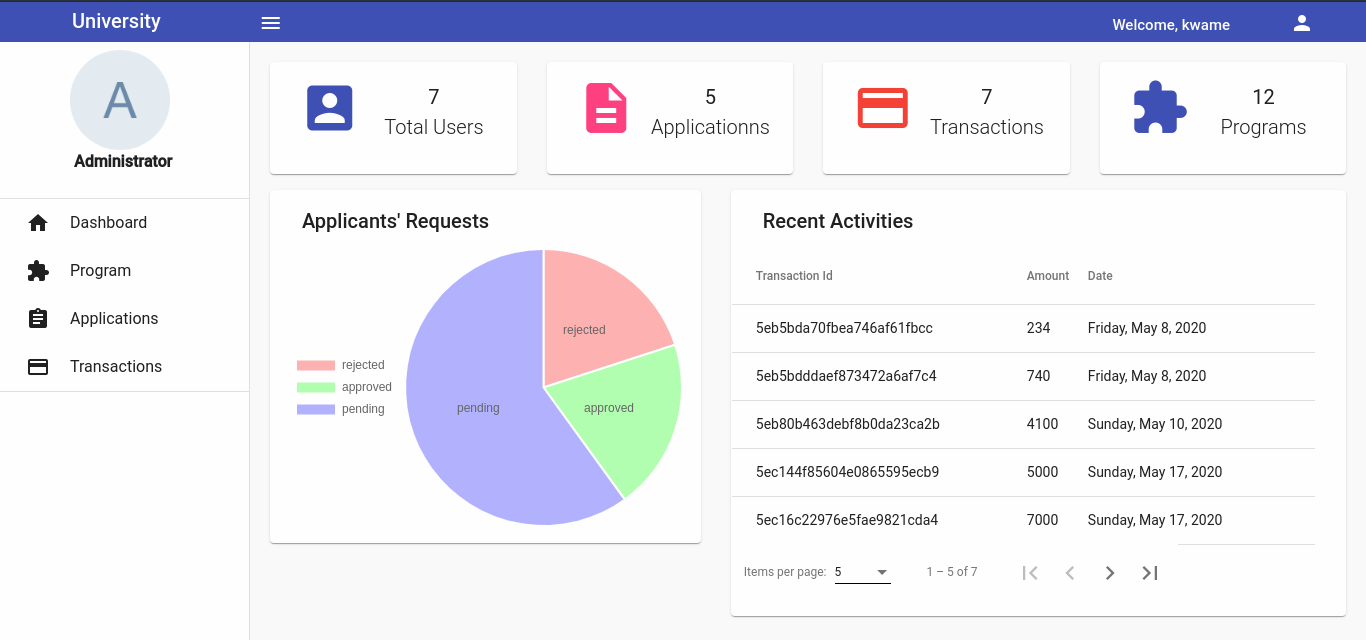 University
Welcome, kwame
A
Administrator
Dashboard
Program
Applications
Transactions
7
Total Users
5
Applicationns
7
Transactions
12
Programs
Applicants' Requests
rejected
approved
pending
rejected
approved
pending
Recent Activities
Transaction Id Amount Date
5eb5bda70fbea746af61fbcc 234 Friday, May 8, 2020
5eb5bdddaef873472a6af7c4 740 Friday, May 8, 2020
5eb80b463debf8b0da23ca2b 4100 Sunday, May 10, 2020
5ec144f85604e0865595ecb9 5000 Sunday, May 17, 2020
5ec16c22976e5fae9821cda4 7000 Sunday, May 17, 2020
Items per page: 5 1 – 5 of 7